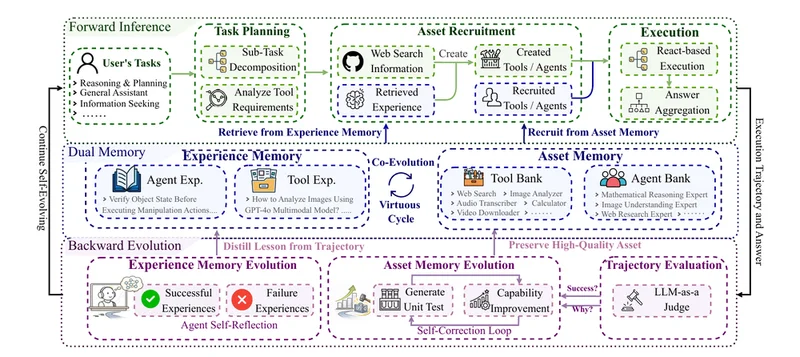 Forward Inference
User's Tasks
Reasoning & Planning
General Assistant
Information Seeking
......
Task Planning
Sub-Task
Decomposition
Analyze Tool
Requirements
Asset Recruitment
Web Search
Information
Retrieved
Experience
Create
Created
Tools / Agents
Recruited
Tools / Agents
Execution
React-based
Execution
Answer
Aggregation
Retrieve from Experience Memory
Recruit from Asset Memory
Continue Self-Evolving
Execution Trajectory and Answer
Dual Memory
Experience Memory
Agent Exp.
Verify Object State Before
Executing Manipulation Actions....
Tool Exp.
How to Analyze Images Using
GPT-4o Multimodal Model? ....
Co-Evolution
Virtuous
Cycle
Asset Memory
Tool Bank
Web Search
Image Analyzer
Audio Transcriber
Calculator
Video Downloader
......
Agent Bank
Mathematical Reasoning Expert
Image Understanding Expert
Web Research Expert
......
Backward Evolution
Distill Lesson from Trajectory
Preserve High-Quality Asset
Experience Memory Evolution
Successful
Experiences
Failure
Experiences
Agent Self-Reflection
Asset Memory Evolution
Generate
Unit Test
Capability
Improvement
Self-Correction Loop
Success?
Why?
Trajectory Evaluation
LLM-as-a
Judge